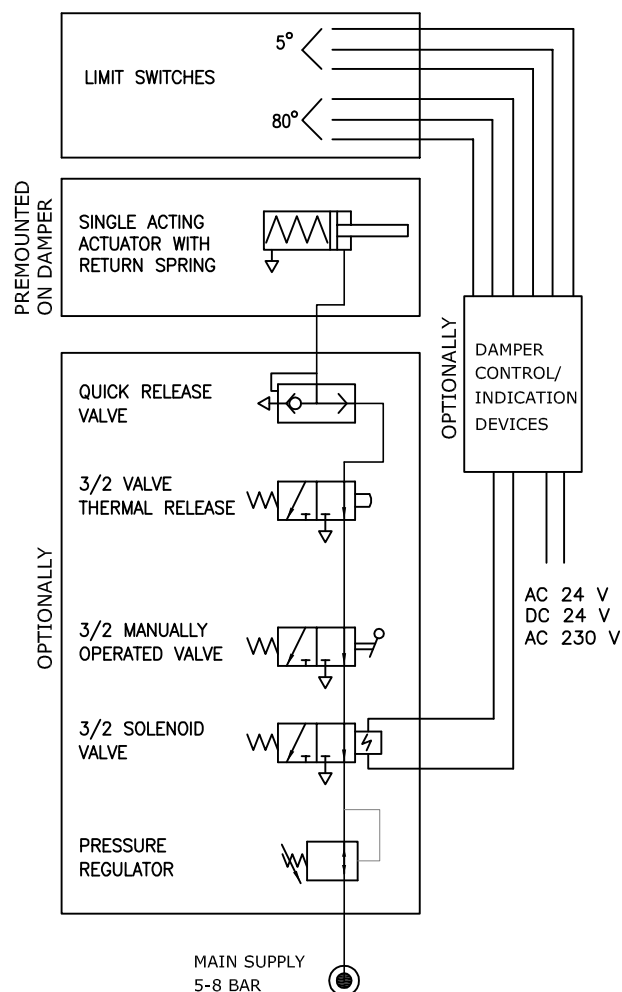 5°
LIMIT SWITCHES
80°
PREMOUNTED
ON DAMPER
SINGLE ACTING
ACTUATOR WITH
RETURN SPRING
OPTIONALLY
DAMPER
CONTROL/
INDICATION
DEVICES
QUICK RELEASE
VALVE
3/2 VALVE
THERMAL RELEASE
OPTIONALLY
AC 24 V
DC 24 V
AC 230 V
3/2 MANUALLY
OPERATED VALVE
3/2 SOLENOID
VALVE
PRESSURE
REGULATOR
MAIN SUPPLY
5-8 BAR